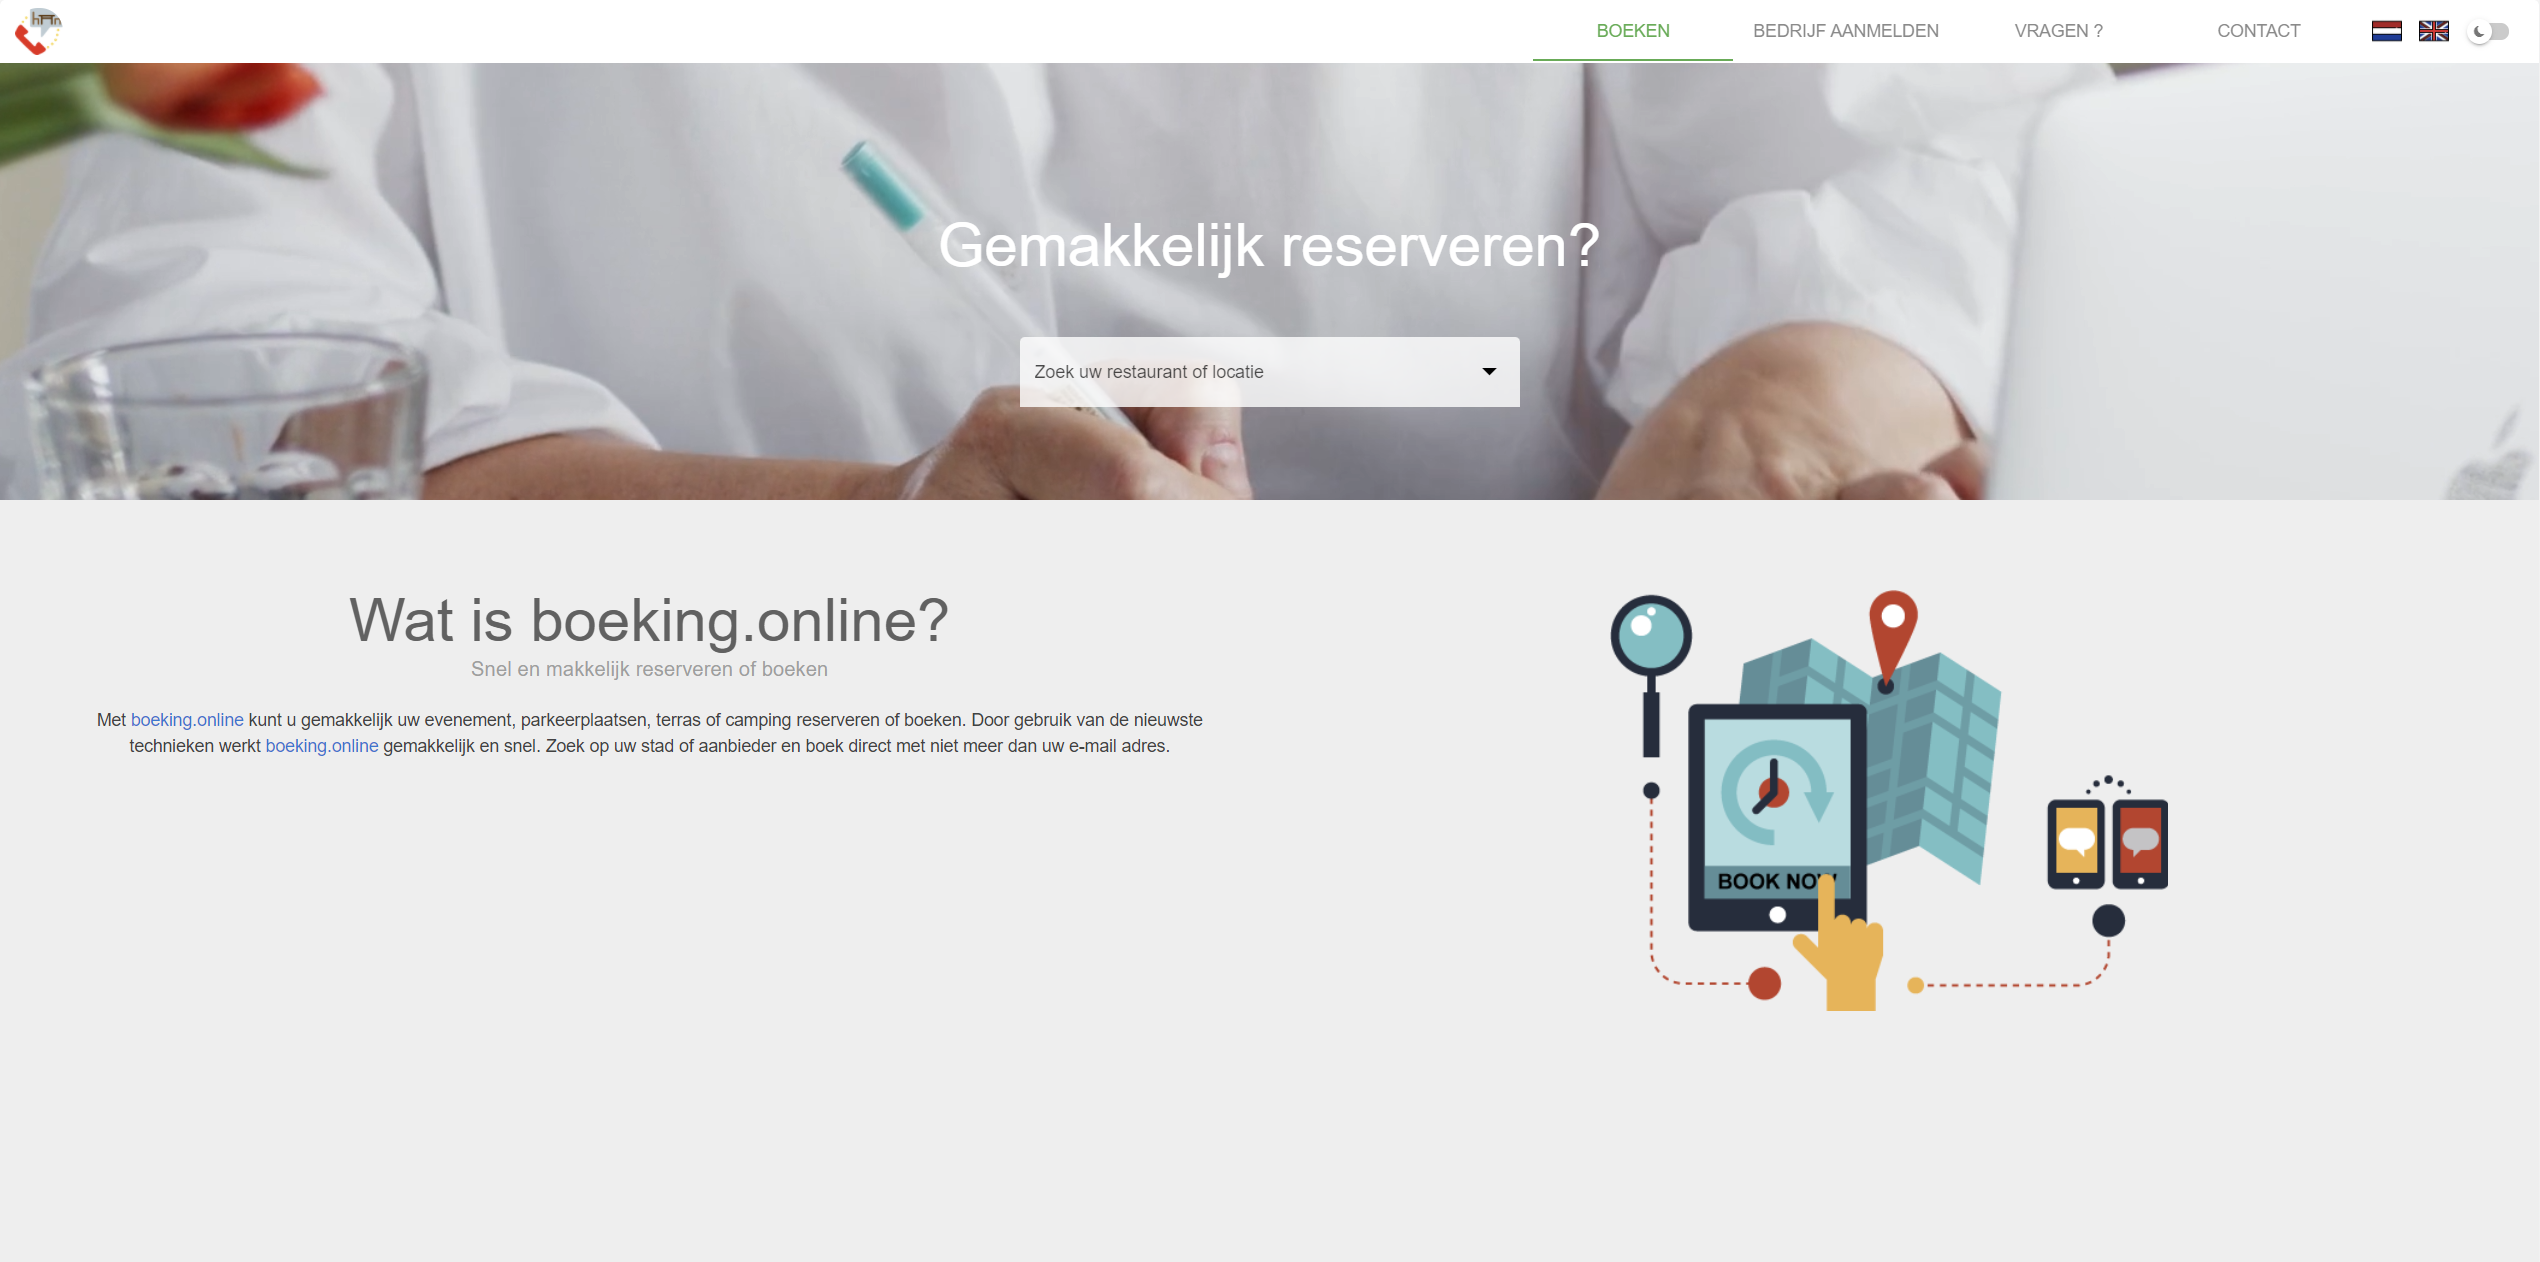 BOEKEN
BEDRIJF AANMELDEN
VRAGEN ?
CONTACT
Gemakkelijk reserveren?
Zoek uw restaurant of locatie
Wat is boeking.online?
Snel en makkelijk reserveren of boeken
Met boeking.online kunt u gemakkelijk uw evenement, parkeerplaatsen, terras of camping reserveren of boeken. Door gebruik van de nieuwste
technieken werkt boeking.online gemakkelijk en snel. Zoek op uw stad of aanbieder en boek direct met niet meer dan uw e-mail adres.
BOOK NOW